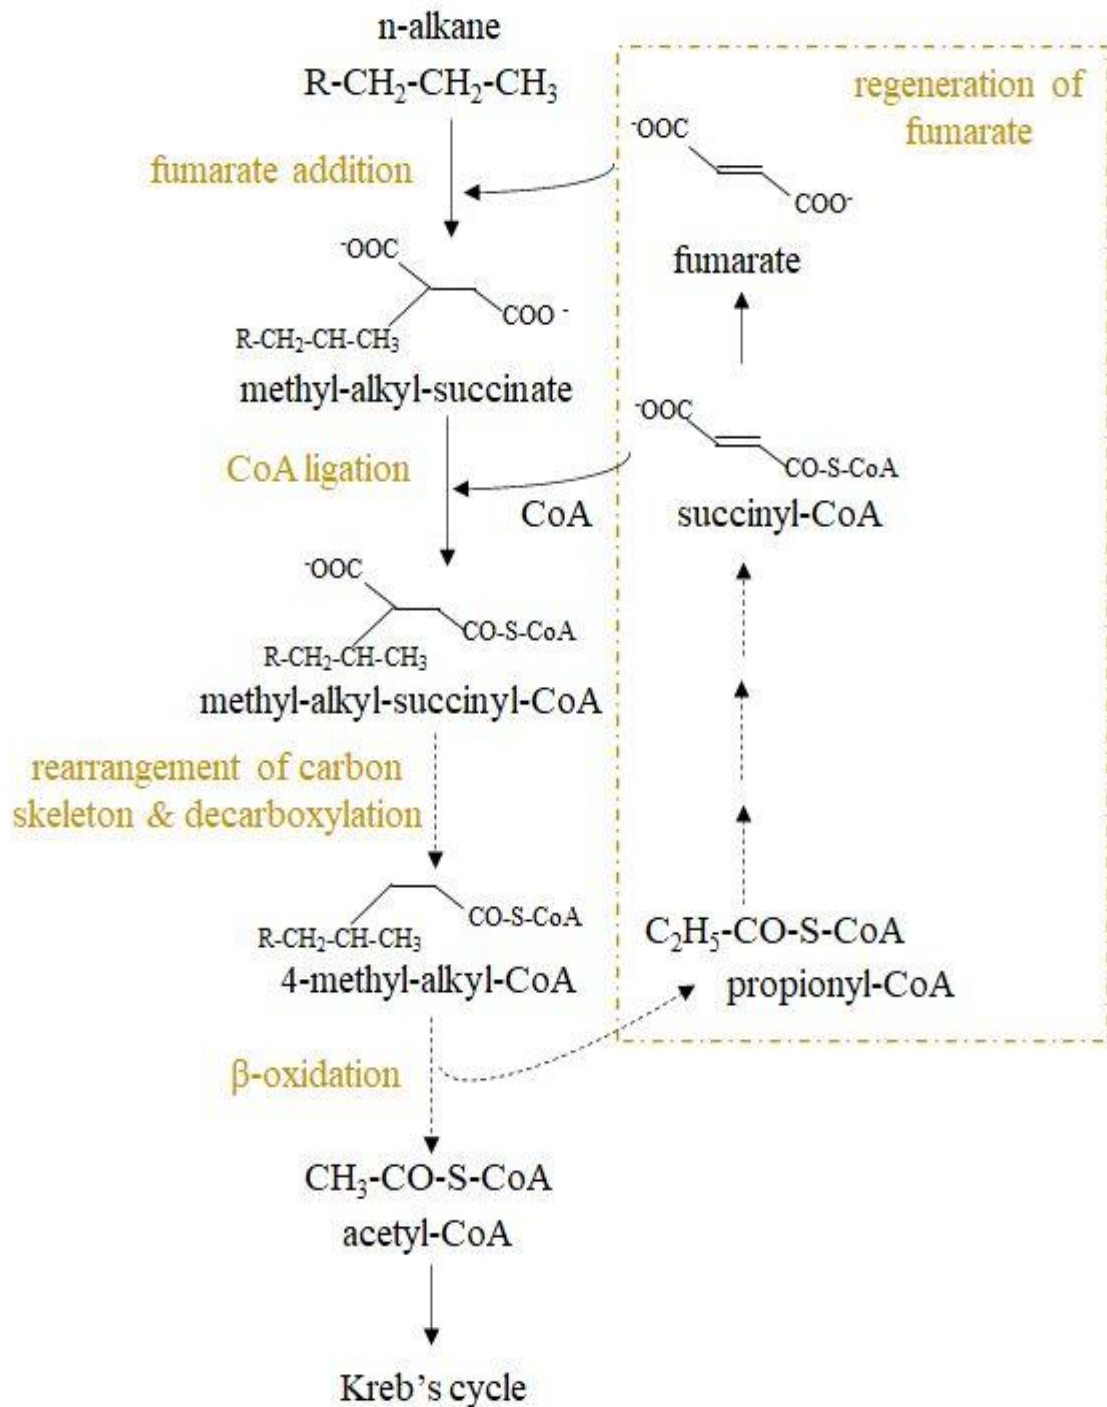 n-alkane
R-CH₂-CH₂-CH₃
fumarate addition
⁻OOC
COO ⁻
R-CH₂-CH-CH₃
methyl-alkyl-succinate
CoA ligation
CoA
⁻OOC
CO-S-CoA
R-CH₂-CH-CH₃
methyl-alkyl-succinyl-CoA
rearrangement of carbon
skeleton & decarboxylation
CO-S-CoA
R-CH₂-CH-CH₃
4-methyl-alkyl-CoA
β-oxidation
CH₃-CO-S-CoA
acetyl-CoA
Kreb’s cycle
regeneration of
fumarate
⁻OOC
COO⁻
fumarate
⁻OOC
CO-S-CoA
succinyl-CoA
C₂H₅-CO-S-CoA
propionyl-CoA